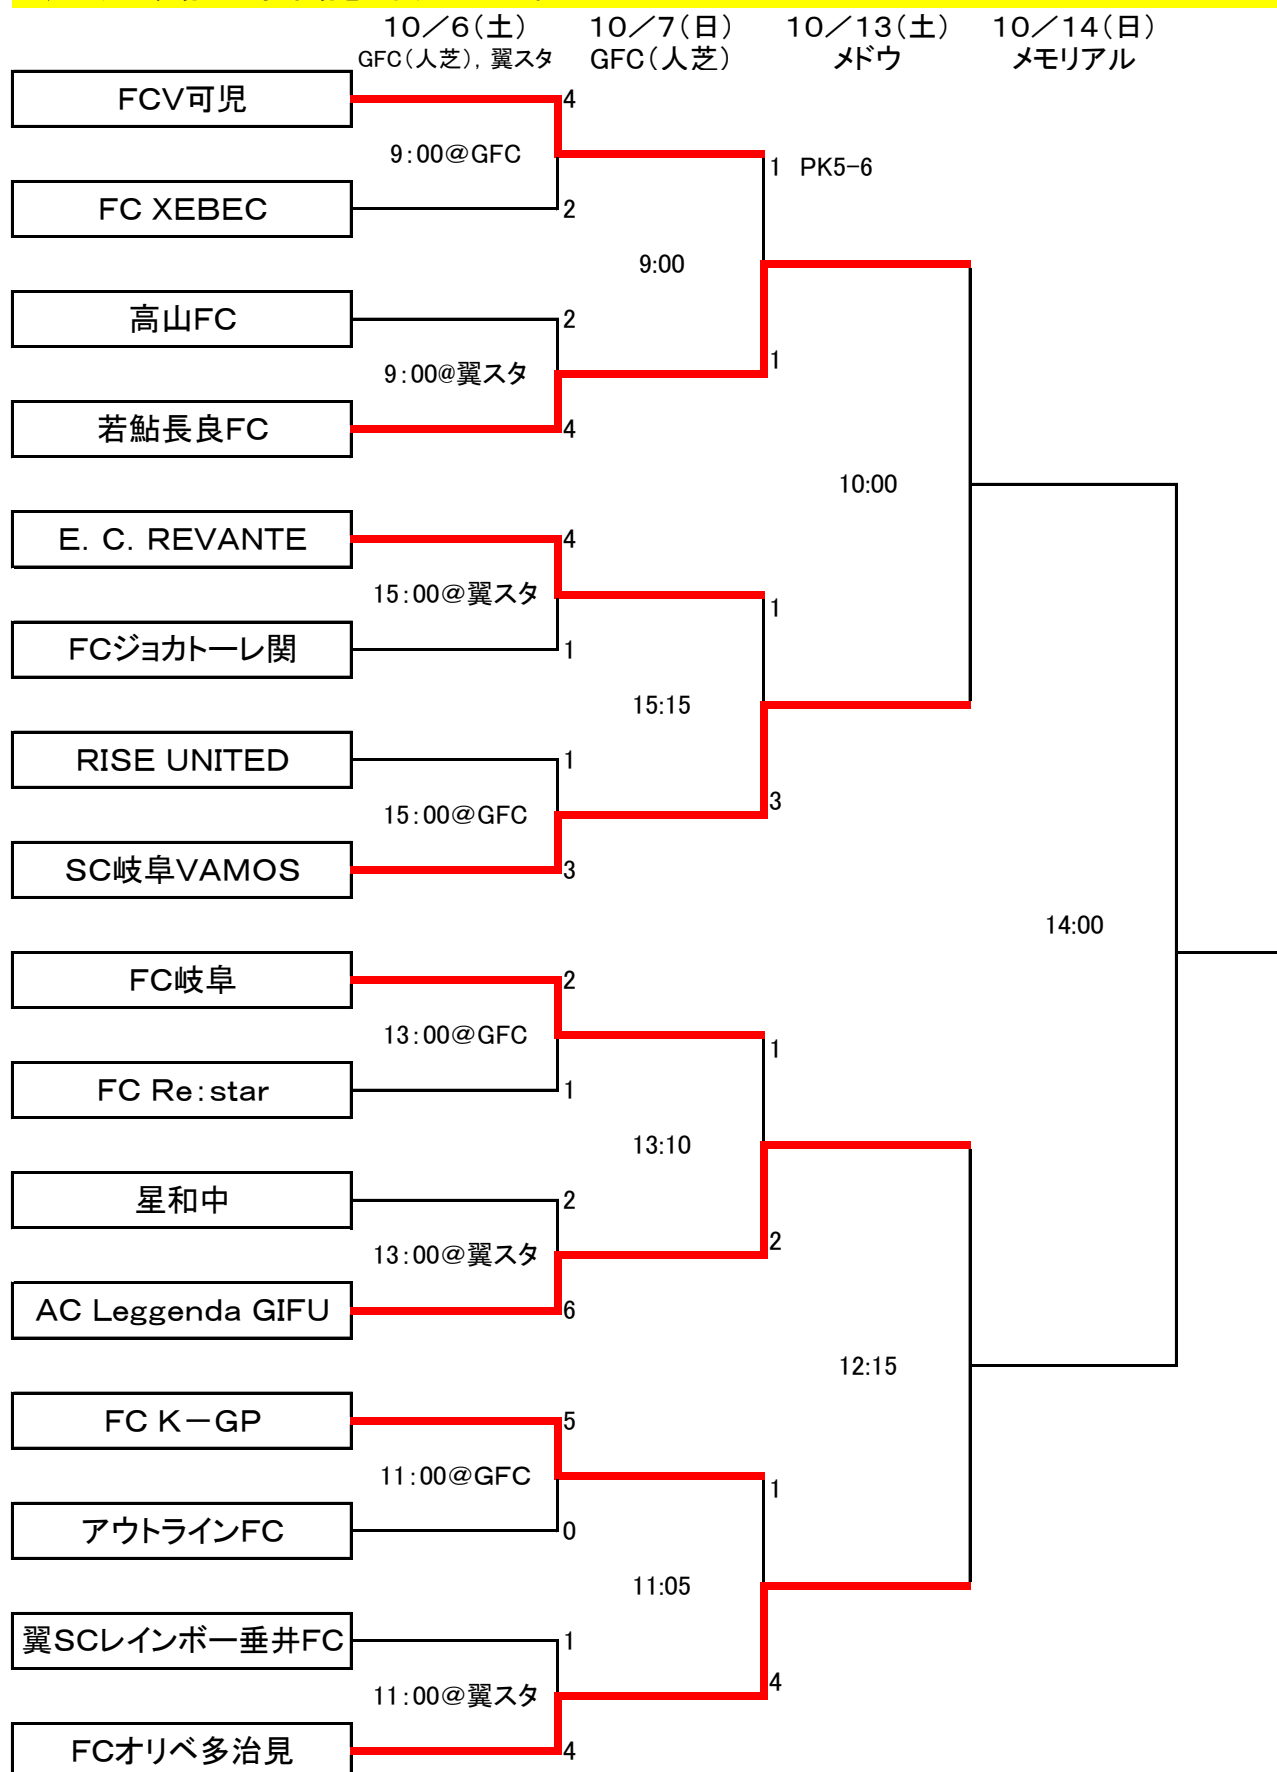 10/6(土)
GFC(人芝), 翼スタ
10/7(日)
GFC(人芝)
10/13(土)
メドウ
10/14(日)
メモリアル
FCV可児
4
9:00@GFC
1 PK5-6
FC XEBEC
2
9:00
高山FC
2
9:00@翼スタ
1
若鮎長良FC
4
10:00
E. C. REVANTE
4
15:00@翼スタ
1
FCジョカトーレ関
1
15:15
RISE UNITED
1
15:00@GFC
3
SC岐阜VAMOS
3
14:00
FC岐阜
2
13:00@GFC
1
FC Re:star
1
13:10
星和中
2
13:00@翼スタ
2
AC Leggenda GIFU
6
12:15
FC K-GP
5
11:00@GFC
1
アウトラインFC
0
11:05
翼SCレインボー垂井FC
1
11:00@翼スタ
4
FCオリベ多治見
4